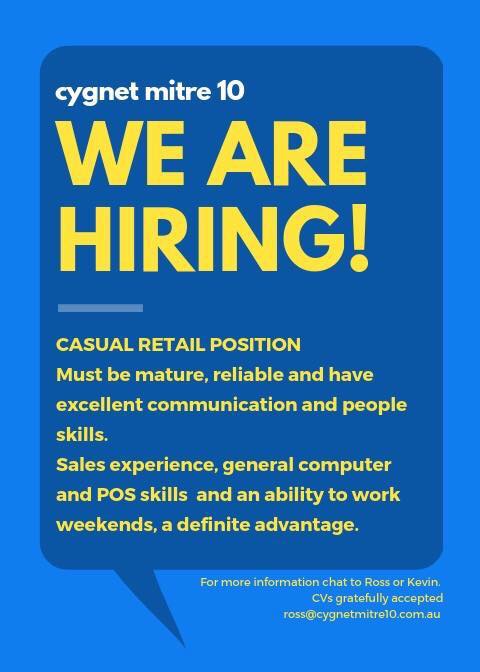 cygnet mitre 10
WE ARE
HIRING!
CASUAL RETAIL POSITION
Must be mature, reliable and have
excellent communication and people
skills.
Sales experience, general computer
and POS skills and an ability to work
weekends, a definite advantage.
For more information chat to Ross or Kevin.
CVs gratefully accepted
ross@cygnetmitre10.com.au